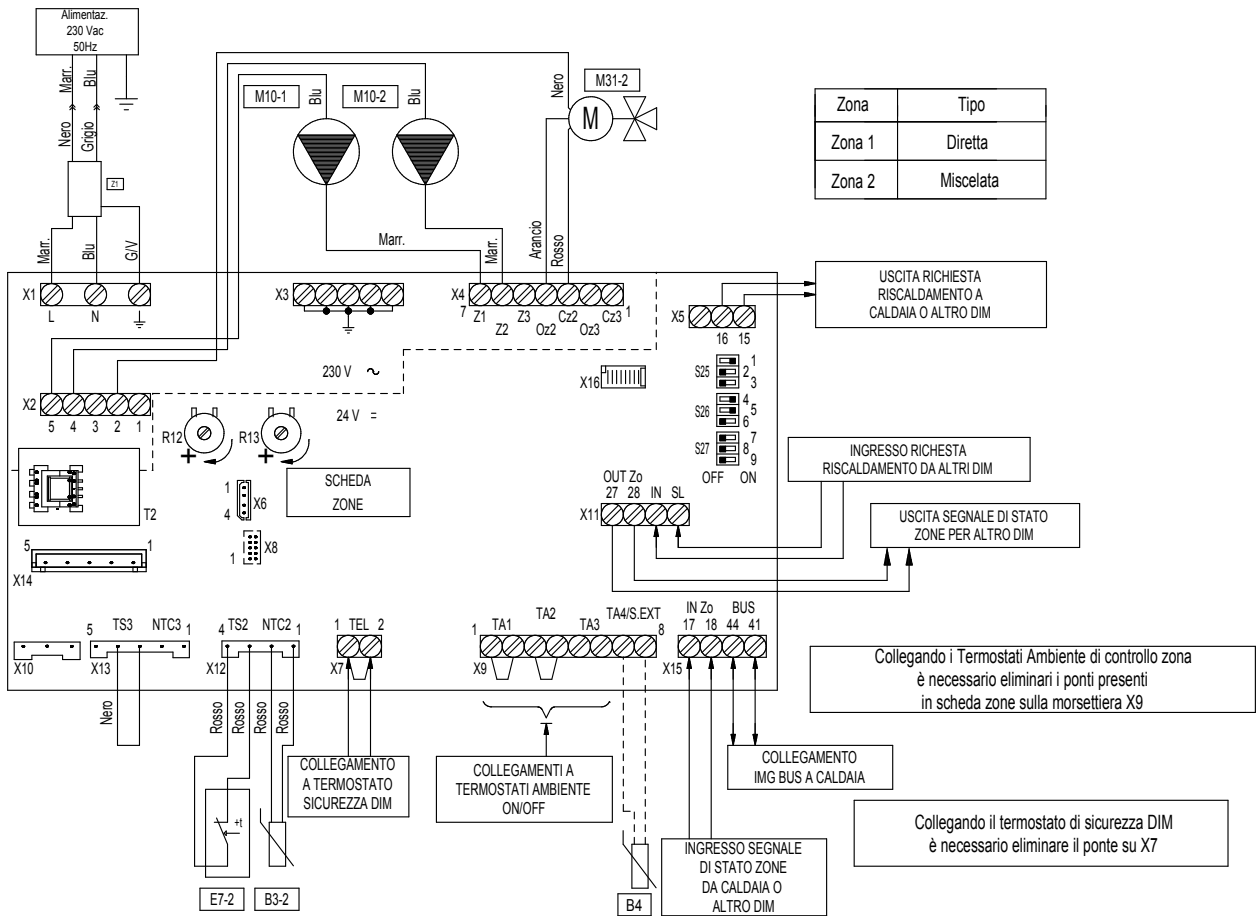 Alimentaz.
230 Vac
50Hz
Marr.
Blu
Nero
Grigio
Z1
Marr.
Blu
G/V
M10-1
Blu
M10-2
Blu
Nero
M31-2
M
Marr.
Marr.
Arancio
Rosso
Zona Tipo
Zona 1 Diretta
Zona 2 Miscelata
X1
L N
X3
X4
7 Z1 Z3 Cz2 Cz3 1
Z2 Oz2 Oz3
X5
16 15
USCITA RICHIESTA
RISCALDAMENTO A
CALDAIA O ALTRO DIM
230 V ~
X16
S25
1
2
3
S26
4
5
6
S27
7
8
9
OFF ON
X2
5 4 3 2 1
24 V =
R12
+
R13
+
SCHEDA
ZONE
T2
1
4
X6
1
X8
5 1
X14
INGRESSO RICHIESTA
RISCALDAMENTO DA ALTRI DIM
OUT Zo
27 28 IN SL
X11
USCITA SEGNALE DI STATO
ZONE PER ALTRO DIM
X10
5 TS3 NTC3 1
X13
4 TS2 NTC2 1
X12
1 TEL 2
X7
1 TA1 TA2 TA3 TA4/S.EXT 8
X9
IN Zo BUS
17 18 44 41
X15
Nero
Rosso
Rosso
Rosso
Rosso
Collegando i Termostati Ambiente di controllo zona
è necessario eliminari i ponti presenti
in scheda zone sulla morsettiera X9
COLLEGAMENTO
A TERMOSTATO
SICUREZZA DIM
COLLEGAMENTI A
TERMOSTATI AMBIENTE
ON/OFF
COLLEGAMENTO
IMG BUS A CALDAIA
Collegando il termostato di sicurezza DIM
è necessario eliminare il ponte su X7
+t
INGRESSO SEGNALE
DI STATO ZONE
DA CALDAIA O
ALTRO DIM
E7-2
B3-2
B4